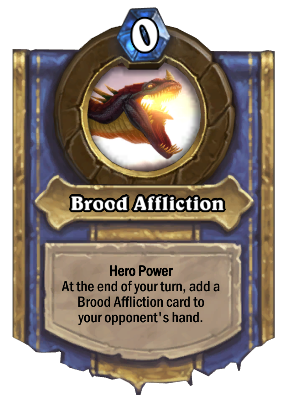 0
Brood Affliction
Hero Power
At the end of your turn, add a
Brood Affliction card to
your opponent's hand.